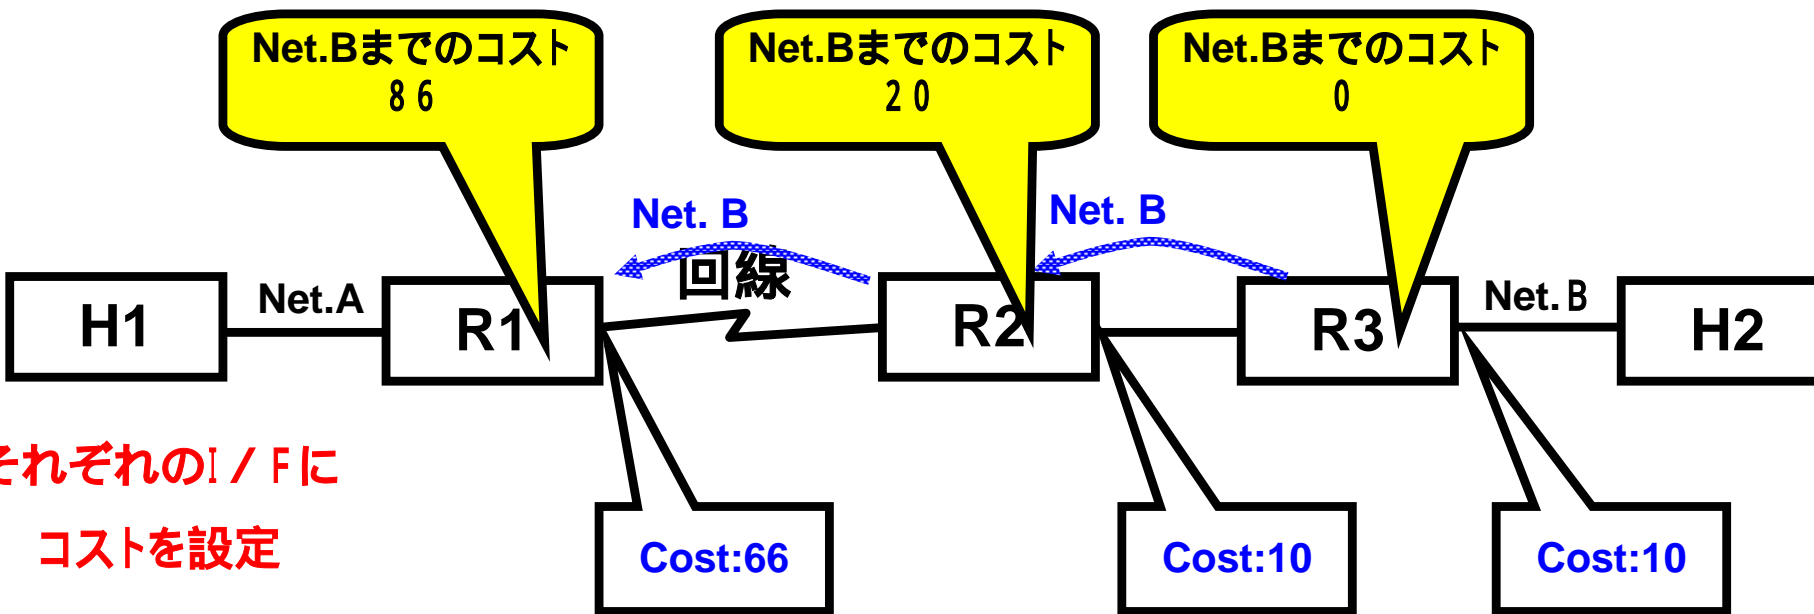 Net.Bまでのコスト
８６
Net.Bまでのコスト
２０
Net.Bまでのコスト
０
Net. B
Net. B
回線
H1
Net.A
R1
R2
R3
Net.B
H2
それぞれのI／Fに
コストを設定
Cost:66
Cost:10
Cost:10